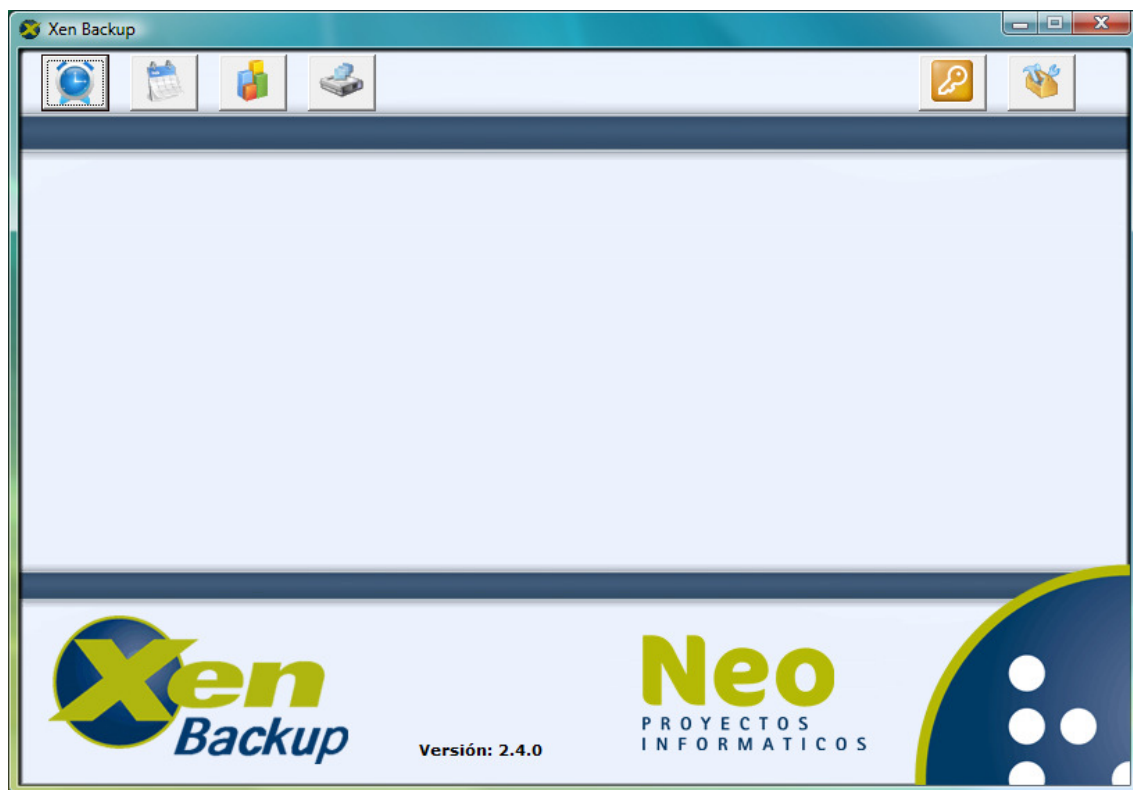 Xen Backup
Xen
Backup
Versión: 2.4.0
Neo
PROYECTOS
INFORMATICOS